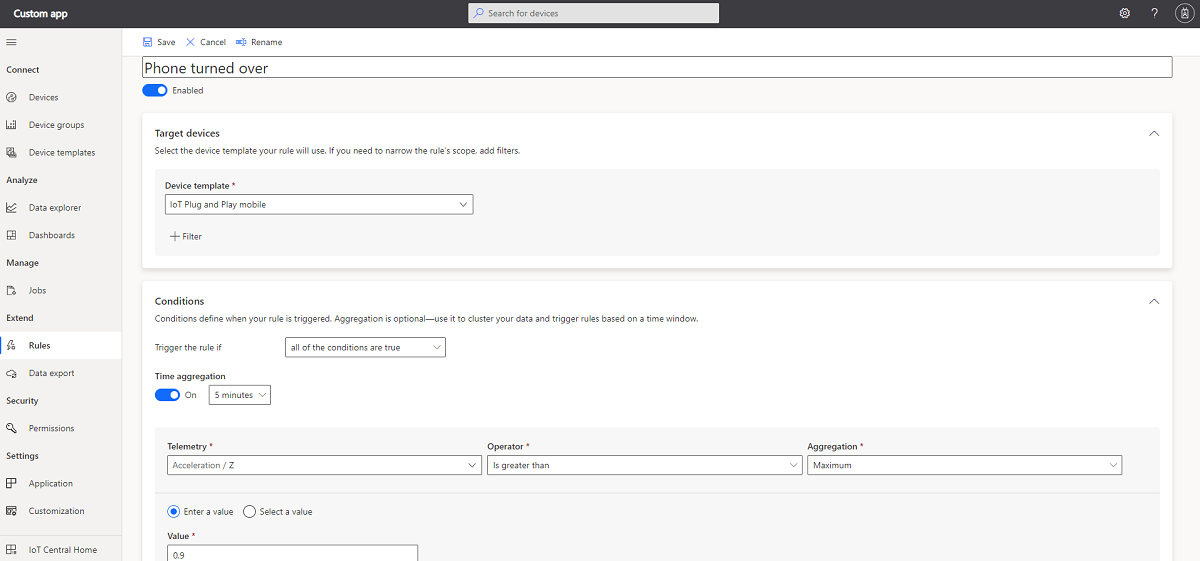 Custom app
Search for devices
?
Save Cancel Rename
Connect
Devices
Device groups
Device templates
Analyze
Data explorer
Dashboards
Manage
Jobs
Extend
Rules
Data export
Security
Permissions
Settings
Application
Customization
IoT Central Home
Phone turned over
Enabled
Target devices
Select the device template your rule will use. If you need to narrow the rule's scope, add filters.
Device template *
IoT Plug and Play mobile
Filter
Conditions
Conditions define when your rule is triggered. Aggregation is optional—use it to cluster your data and trigger rules based on a time window.
Trigger the rule if all of the conditions are true
Time aggregation
On 5 minutes
Telemetry * Operator * Aggregation *
Acceleration / Z Is greater than Maximum
Enter a value Select a value
Value *
0.9